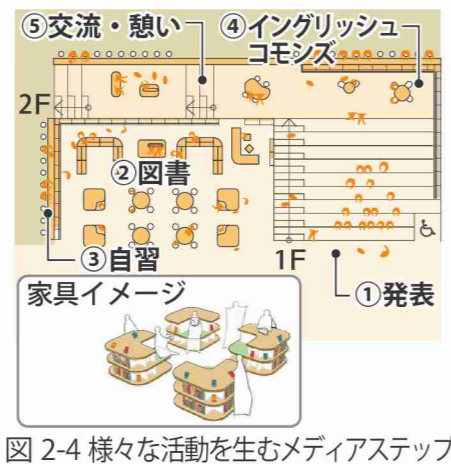 ⑤交流・憩い
④イングリッシュ
コモンズ
2F
②図書
③自習
1F
①発表
家具イメージ
図 2-4 様々な活動を生むメディアステップ